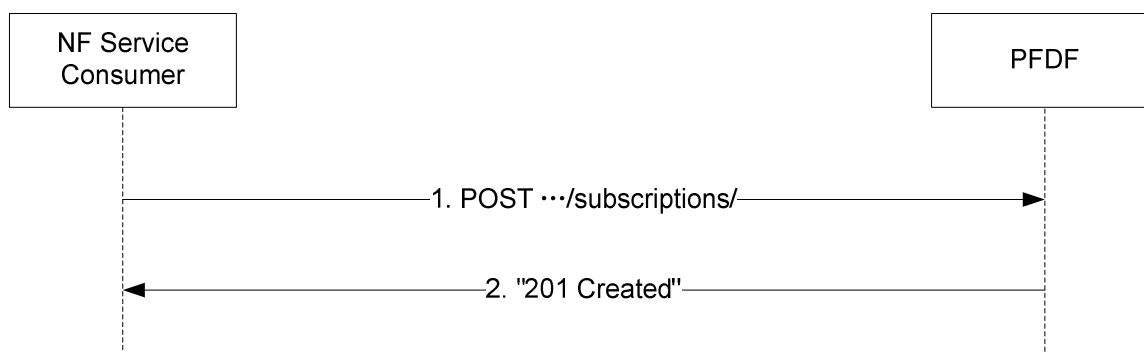 NF Service
Consumer
PFDF
1. POST ···/subscriptions/
2. "201 Created"